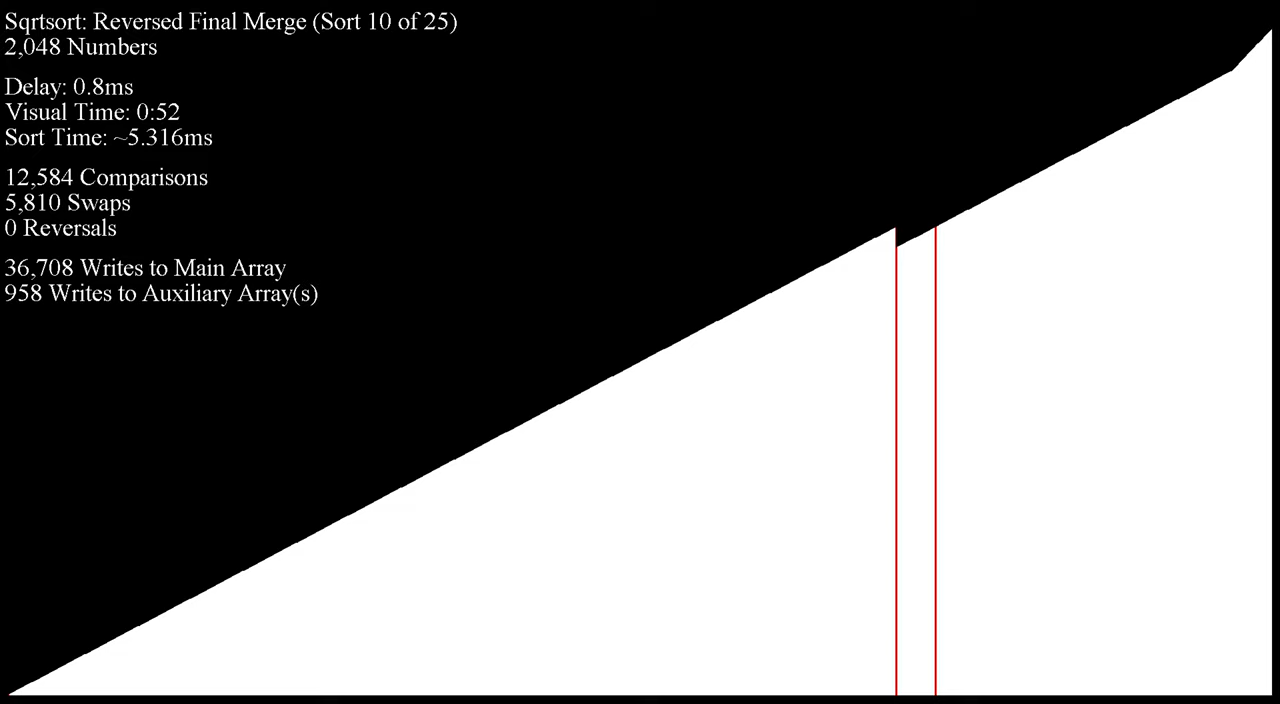 Sqrtsort: Reversed Final Merge (Sort 10 of 25)
2,048 Numbers
Delay: 0.8ms
Visual Time: 0:52
Sort Time: ~5.316ms
12,584 Comparisons
5,810 Swaps
0 Reversals
36,708 Writes to Main Array
958 Writes to Auxiliary Array(s)